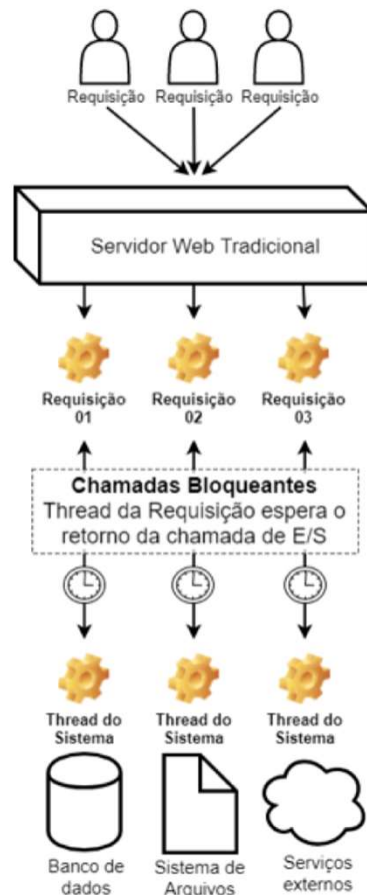 Requisição Requisição Requisição
Servidor Web Tradicional
Requisição Requisição Requisição
01 02 03
Chamadas Bloqueantes
Thread da Requisição espera o
retorno da chamada de E/S
Thread do Thread do Thread do
Sistema Sistema Sistema
Banco de Sistema de Serviços
dados Arquivos externos